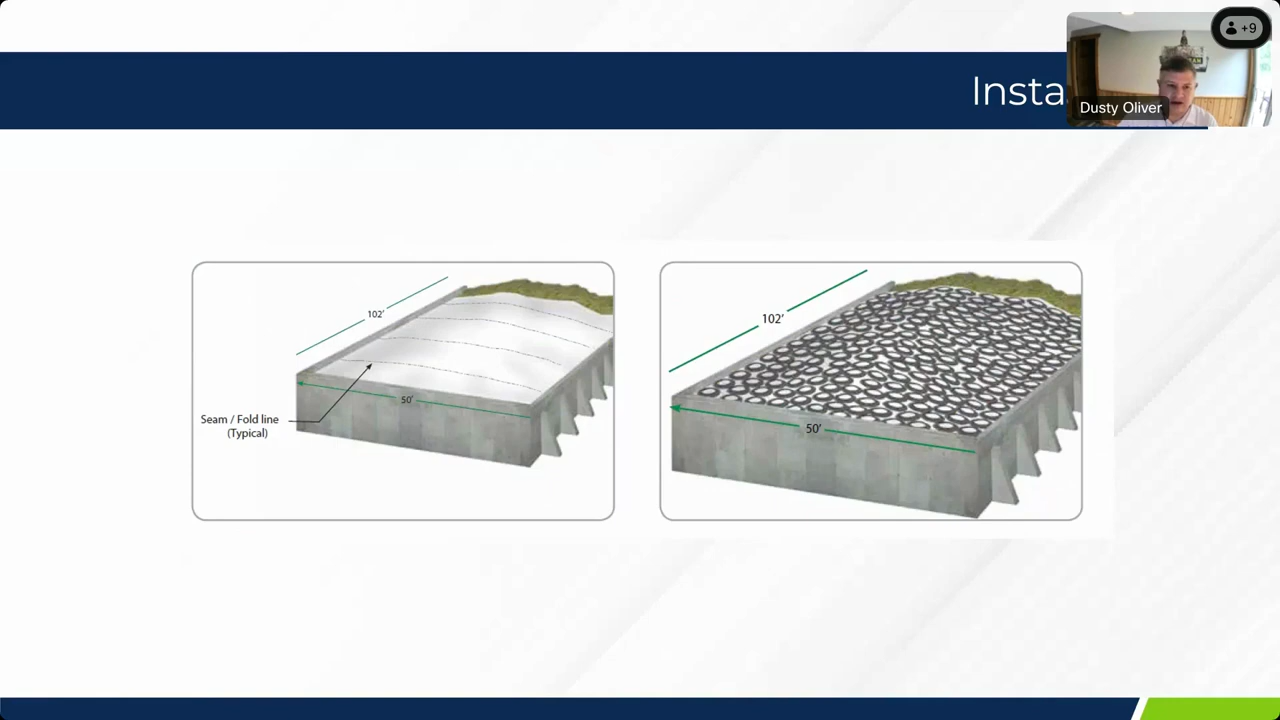 Insta
+9
Dusty Oliver
102'
Seam / Fold line
(Typical)
50'
102'
50'